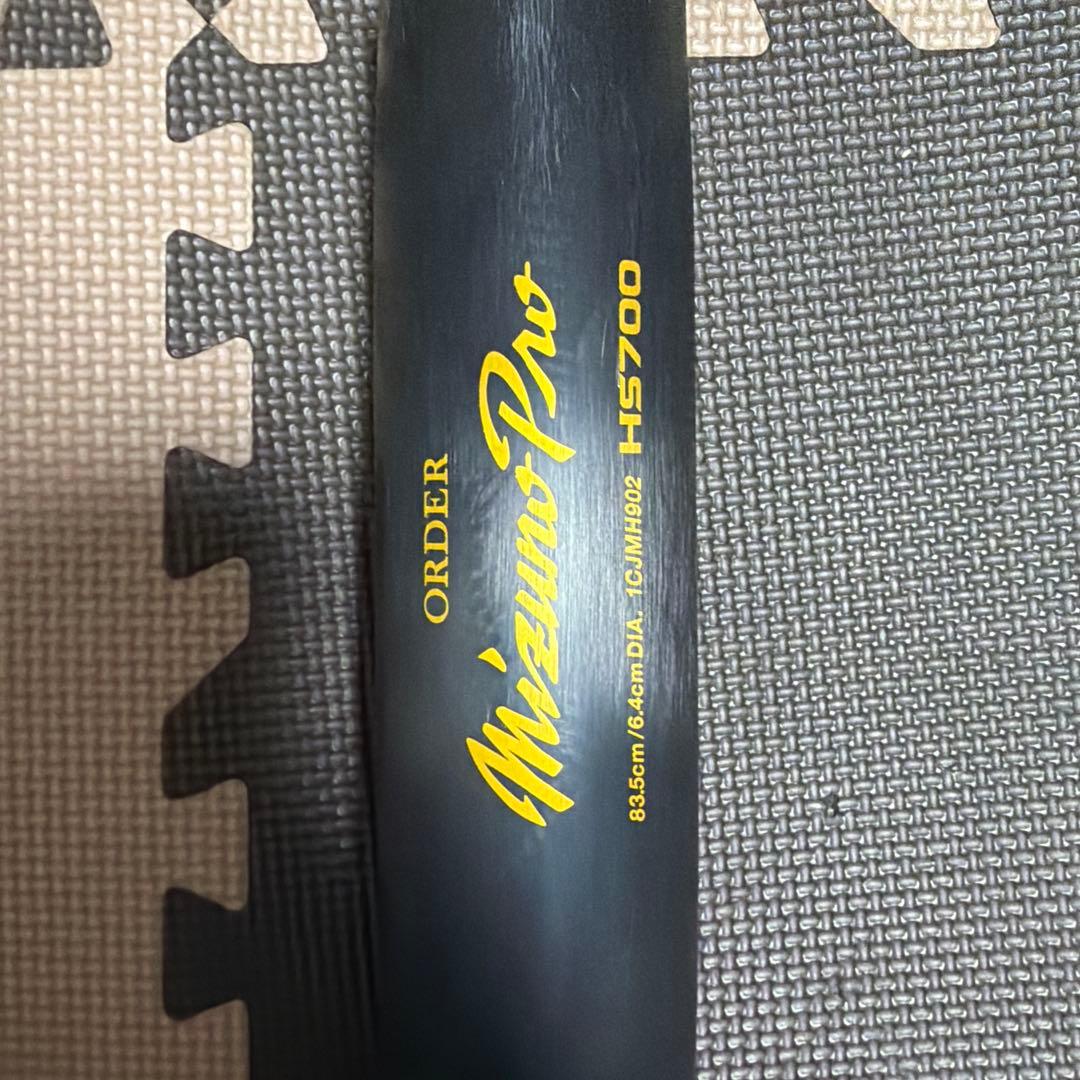 ORDER
Mizuno Pro
83.5cm/6.4cm DIA. 1CJMH902 HS700